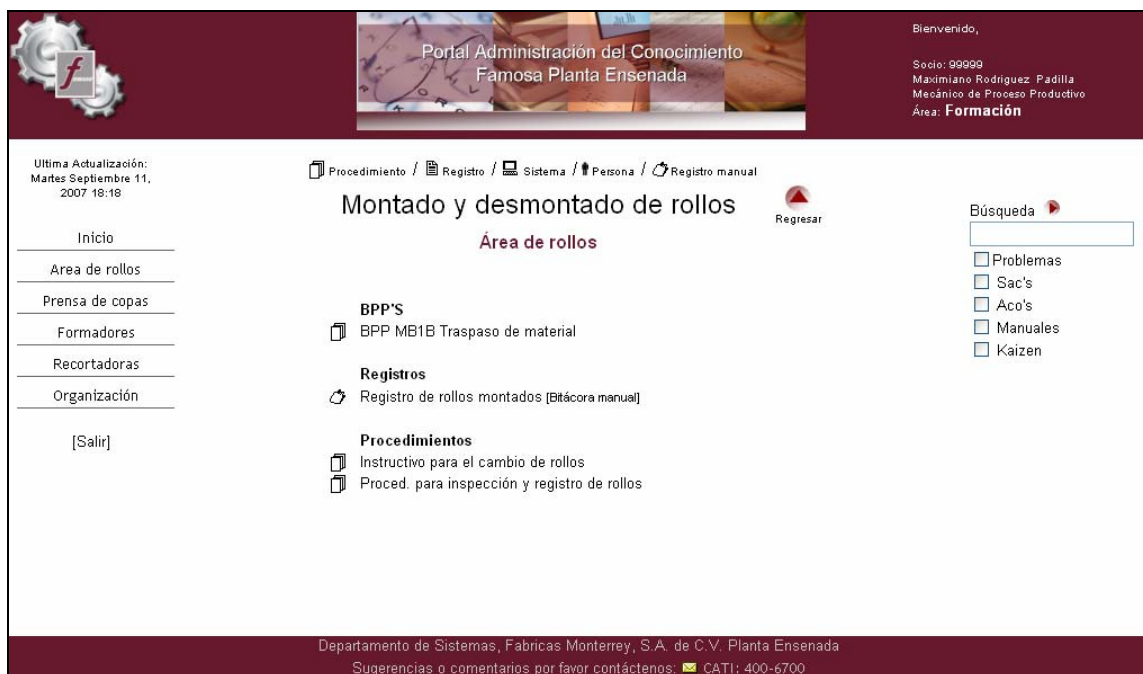 f
Portal Administración del Conocimiento
Famosa Planta Ensenada
Bienvenido,
Socio: 99999
Maximiano Rodriguez Padilla
Mecánico de Proceso Productivo
Área: Formación
Ultima Actualización:
Martes Septiembre 11,
2007 18:18
Inicio
Area de rollos
Prensa de copas
Formadores
Recortadoras
Organización
[Salir]
Procedimiento / Registro / Sistema / Persona / Registro manual
Montado y desmontado de rollos
Regresar
Área de rollos
BPP'S
BPP MB1B Traspaso de material
Registros
Registro de rollos montados [Bitácora manual]
Procedimientos
Instructivo para el cambio de rollos
Proced. para inspección y registro de rollos
Búsqueda
Problemas
Sac's
Aco's
Manuales
Kaizen
Departamento de Sistemas, Fabricas Monterrey, S.A. de C.V. Planta Ensenada
Sugerencias o comentarios por favor contáctenos: CATI: 400-6700